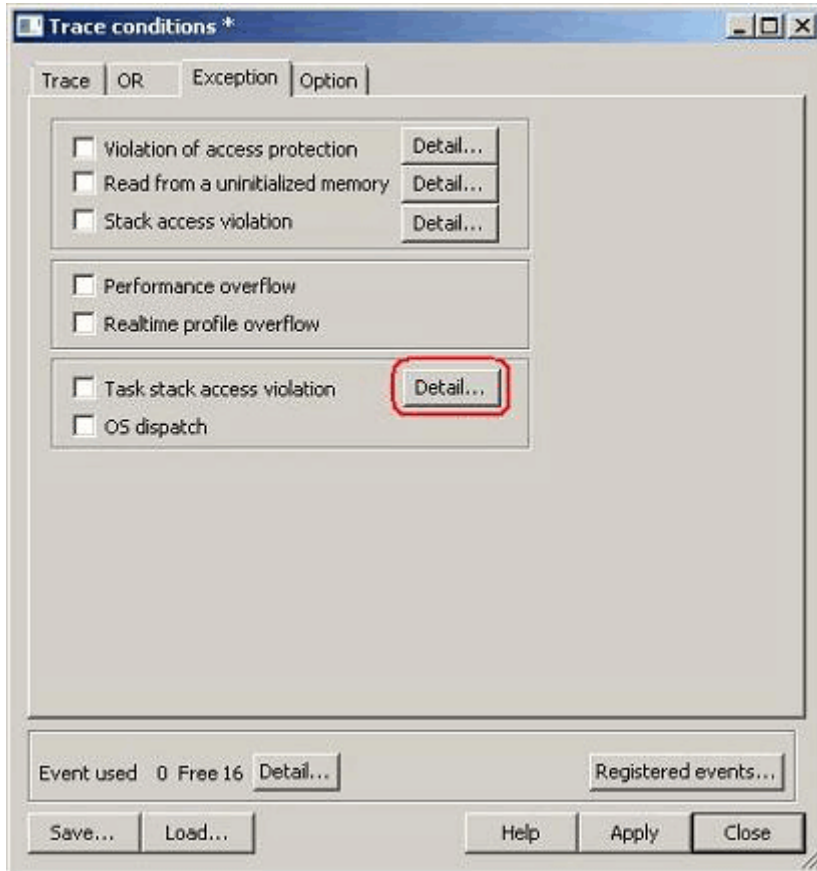 Trace conditions *
Trace OR Exception Option
Violation of access protection Detail...
Read from a uninitialized memory Detail...
Stack access violation Detail...
Performance overflow
Realtime profile overflow
Task stack access violation Detail...
OS dispatch
Event used 0 Free 16 Detail... Registered events...
Save... Load... Help Apply Close